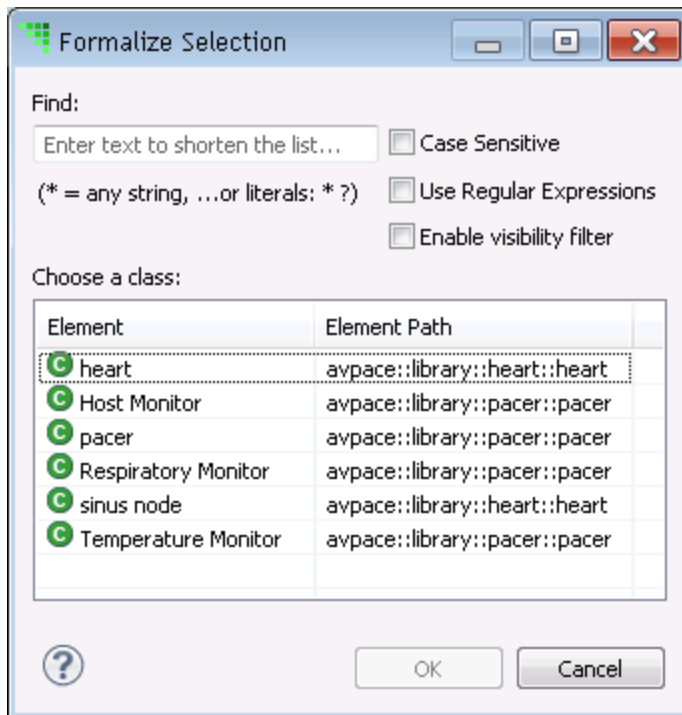 Formalize Selection
Find:
Enter text to shorten the list...
Case Sensitive
(* = any string, ...or literals: * ?)
Use Regular Expressions
Enable visibility filter
Choose a class:
Element Element Path
C heart avpace::library::heart::heart
C Host Monitor avpace::library::pacer::pacer
C pacer avpace::library::pacer::pacer
C Respiratory Monitor avpace::library::pacer::pacer
C sinus node avpace::library::heart::heart
C Temperature Monitor avpace::library::pacer::pacer
? OK Cancel